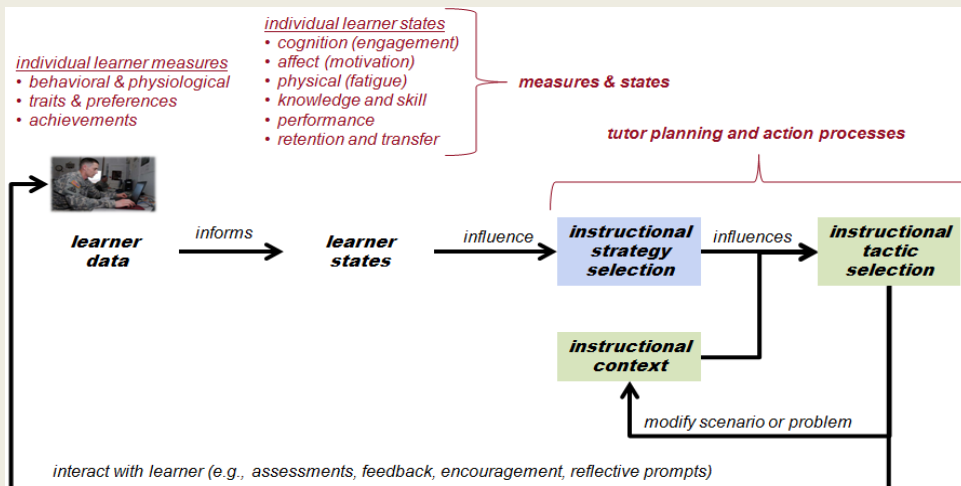 individual learner measures
• behavioral & physiological
• traits & preferences
• achievements
individual learner states
• cognition (engagement)
• affect (motivation)
• physical (fatigue)
• knowledge and skill
• performance
• retention and transfer
measures & states
tutor planning and action processes
learner
data
informs
learner
states
influence
instructional
strategy
selection
influences
instructional
tactic
selection
instructional
context
modify scenario or problem
interact with learner (e.g., assessments, feedback, encouragement, reflective prompts)